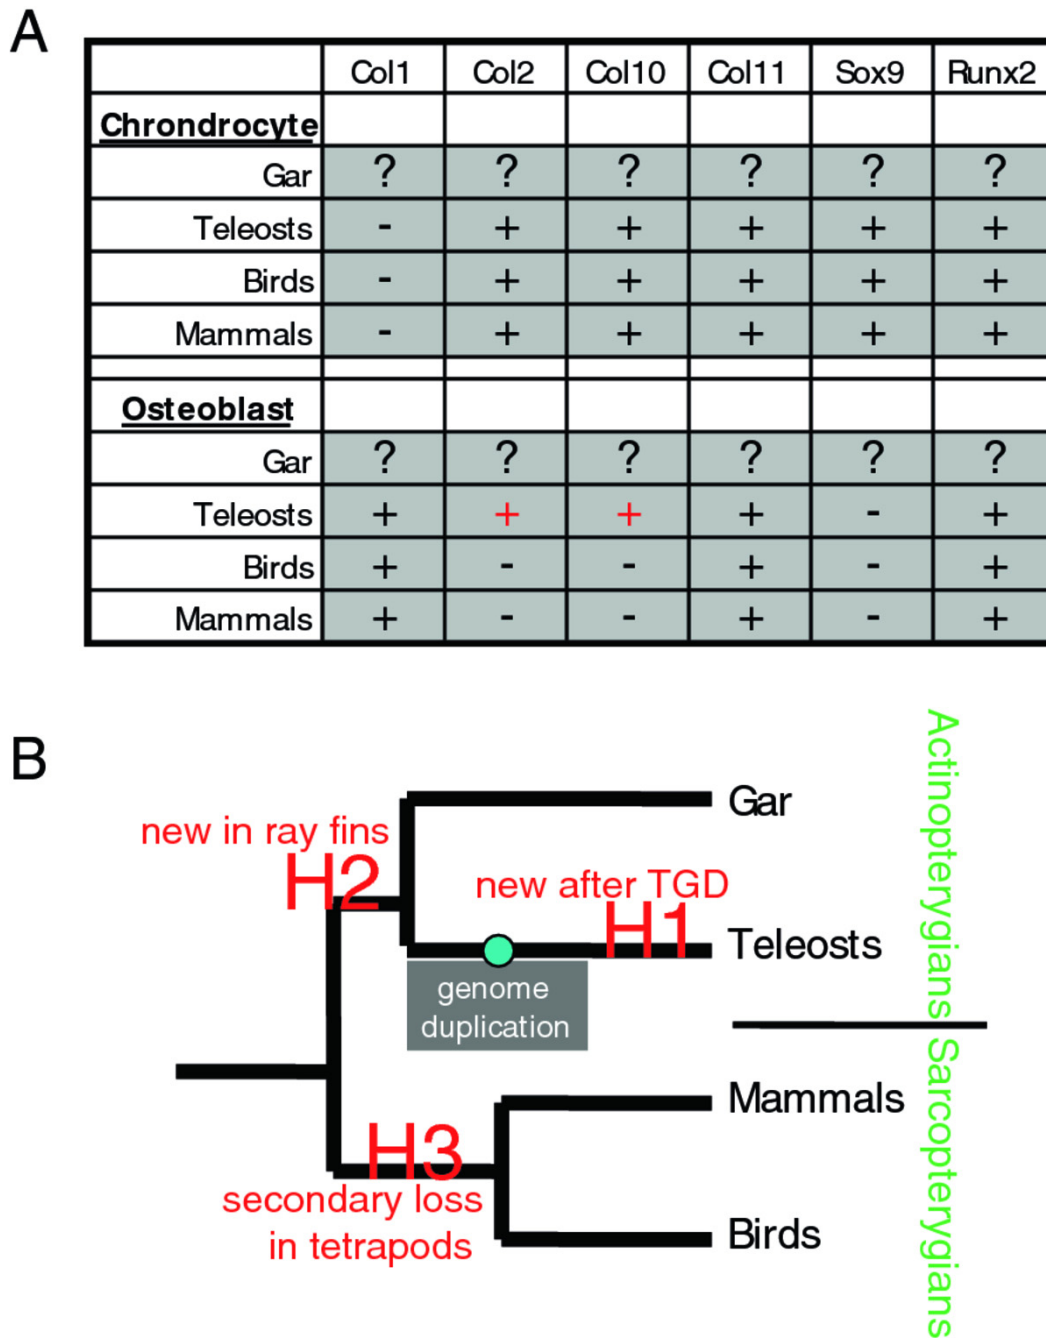 A
Col1 Col2 Col10 Col11 Sox9 Runx2
Chrondrocyte
Gar ? ? ? ? ? ?
Teleosts - + + + + +
Birds - + + + + +
Mammals - + + + + +
Osteoblast
Gar ? ? ? ? ? ?
Teleosts + + + + - +
Birds + - - + - +
Mammals + - - + - +
B
Gar
new in ray fins
H2
new after TGD
H1
Teleosts
genome
duplication
Mammals
H3
secondary loss
in tetrapods
Birds
Actinopterygians
Sarcopterygians